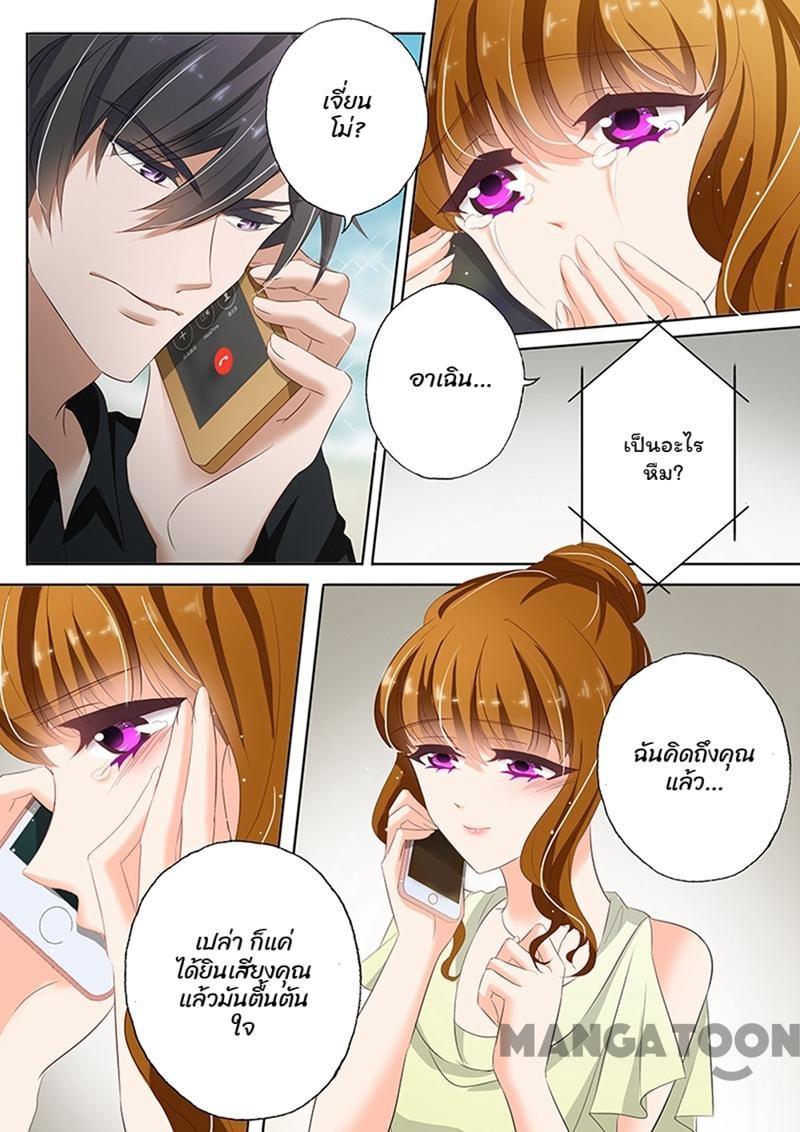 เจี่ยน
โม่?
อาเฉิน...
เป็นอะไร
หืม?
ฉันคิดถึงคุณ
แล้ว...
เปล่า ก็แค่
ได้ยินเสียงคุณ
แล้วมันตื้นตัน
ใจ
MANGATOON